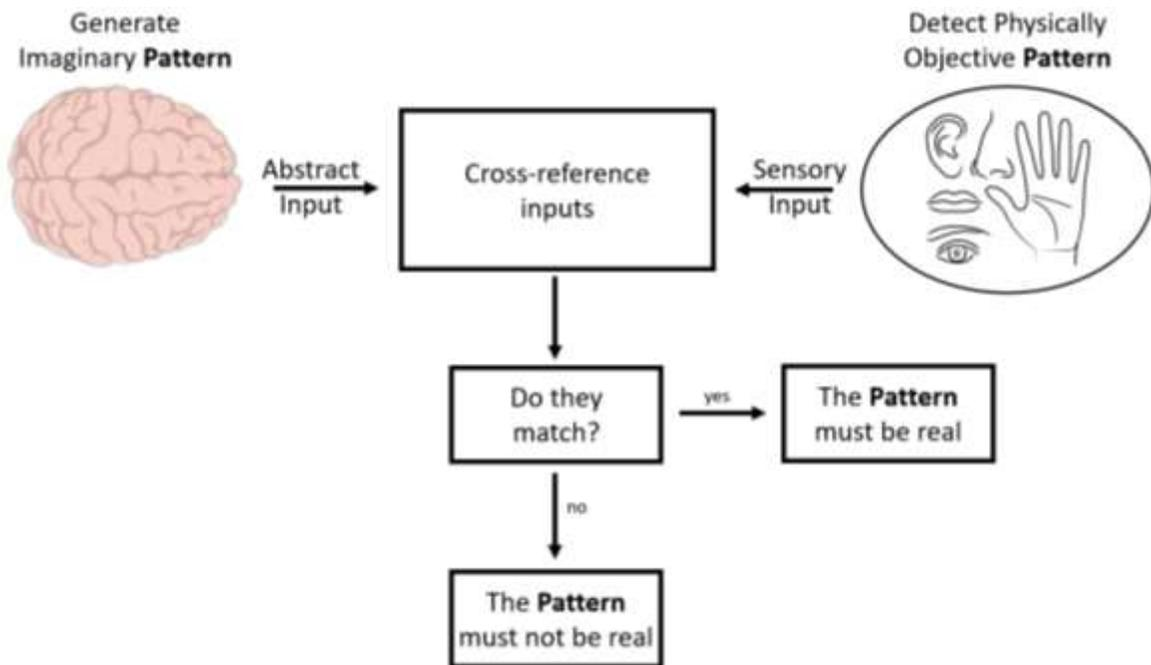 Generate
Imaginary Pattern
Detect Physically
Objective Pattern
Abstract
Input
Cross-reference
inputs
Sensory
Input
Do they
match?
yes
The Pattern
must be real
no
The Pattern
must not be real